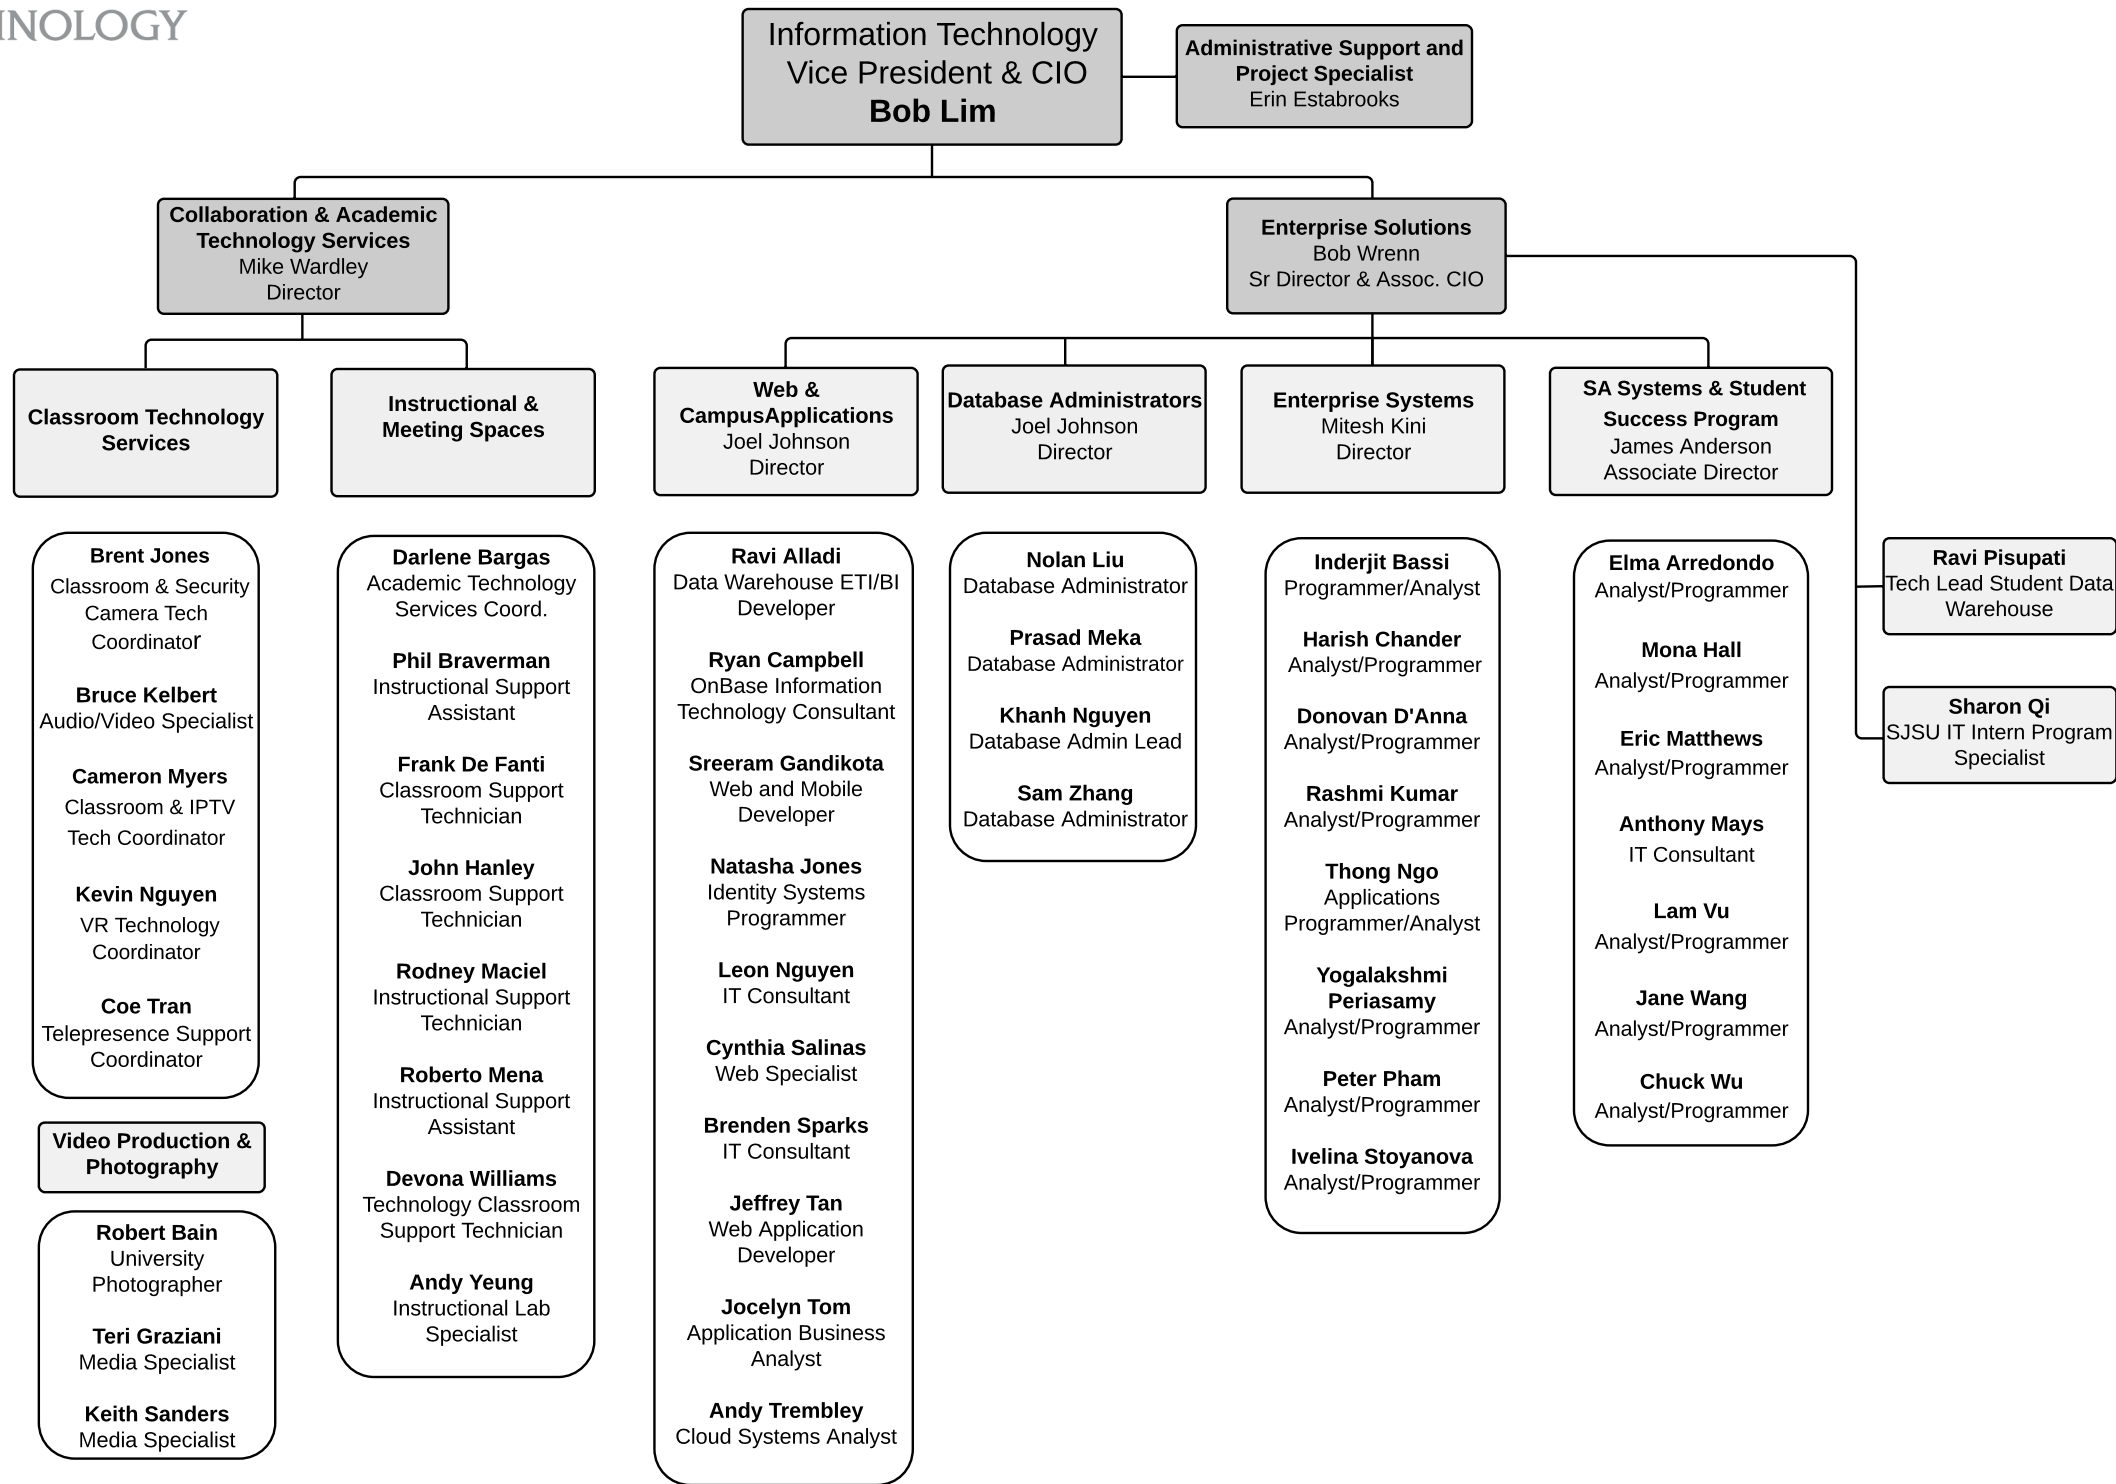 HNOLOGY
Information Technology
Vice President & CIO
Bob Lim
Administrative Support and
Project Specialist
Erin Estabrooks
Collaboration & Academic
Technology Services
Mike Wardley
Director
Enterprise Solutions
Bob Wrenn
Sr Director & Assoc. CIO
Classroom Technology
Services
Instructional &
Meeting Spaces
Web &
CampusApplications
Joel Johnson
Director
Database Administrators
Joel Johnson
Director
Enterprise Systems
Mitesh Kini
Director
SA Systems & Student
Success Program
James Anderson
Associate Director
Brent Jones
Classroom & Security
Camera Tech
Coordinator
Bruce Kelbert
Audio/Video Specialist
Cameron Myers
Classroom & IPTV
Tech Coordinator
Kevin Nguyen
VR Technology
Coordinator
Coe Tran
Telepresence Support
Coordinator
Video Production &
Photography
Robert Bain
University
Photographer
Teri Graziani
Media Specialist
Keith Sanders
Media Specialist
Darlene Bargas
Academic Technology
Services Coord.
Phil Braverman
Instructional Support
Assistant
Frank De Fanti
Classroom Support
Technician
John Hanley
Classroom Support
Technician
Rodney Maciel
Instructional Support
Technician
Roberto Mena
Instructional Support
Assistant
Devona Williams
Technology Classroom
Support Technician
Andy Yeung
Instructional Lab
Specialist
Ravi Alladi
Data Warehouse ETI/BI
Developer
Ryan Campbell
OnBase Information
Technology Consultant
Sreeram Gandikota
Web and Mobile
Developer
Natasha Jones
Identity Systems
Programmer
Leon Nguyen
IT Consultant
Cynthia Salinas
Web Specialist
Brenden Sparks
IT Consultant
Jeffrey Tan
Web Application
Developer
Jocelyn Tom
Application Business
Analyst
Andy Trembley
Cloud Systems Analyst
Nolan Liu
Database Administrator
Prasad Meka
Database Administrator
Khanh Nguyen
Database Admin Lead
Sam Zhang
Database Administrator
Inderjit Bassi
Programmer/Analyst
Harish Chander
Analyst/Programmer
Donovan D'Anna
Analyst/Programmer
Rashmi Kumar
Analyst/Programmer
Thong Ngo
Applications
Programmer/Analyst
Yogalakshmi
Periasamy
Analyst/Programmer
Peter Pham
Analyst/Programmer
Ivelina Stoyanova
Analyst/Programmer
Elma Arredondo
Analyst/Programmer
Mona Hall
Analyst/Programmer
Eric Matthews
Analyst/Programmer
Anthony Mays
IT Consultant
Lam Vu
Analyst/Programmer
Jane Wang
Analyst/Programmer
Chuck Wu
Analyst/Programmer
Ravi Pisupati
Tech Lead Student Data
Warehouse
Sharon Qi
SJSU IT Intern Program
Specialist